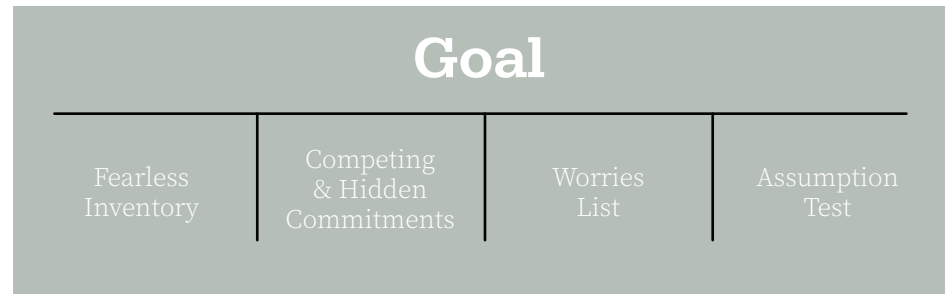 Goal
Fearless
Inventory
Competing
& Hidden
Commitments
Worries
List
Assumption
Test